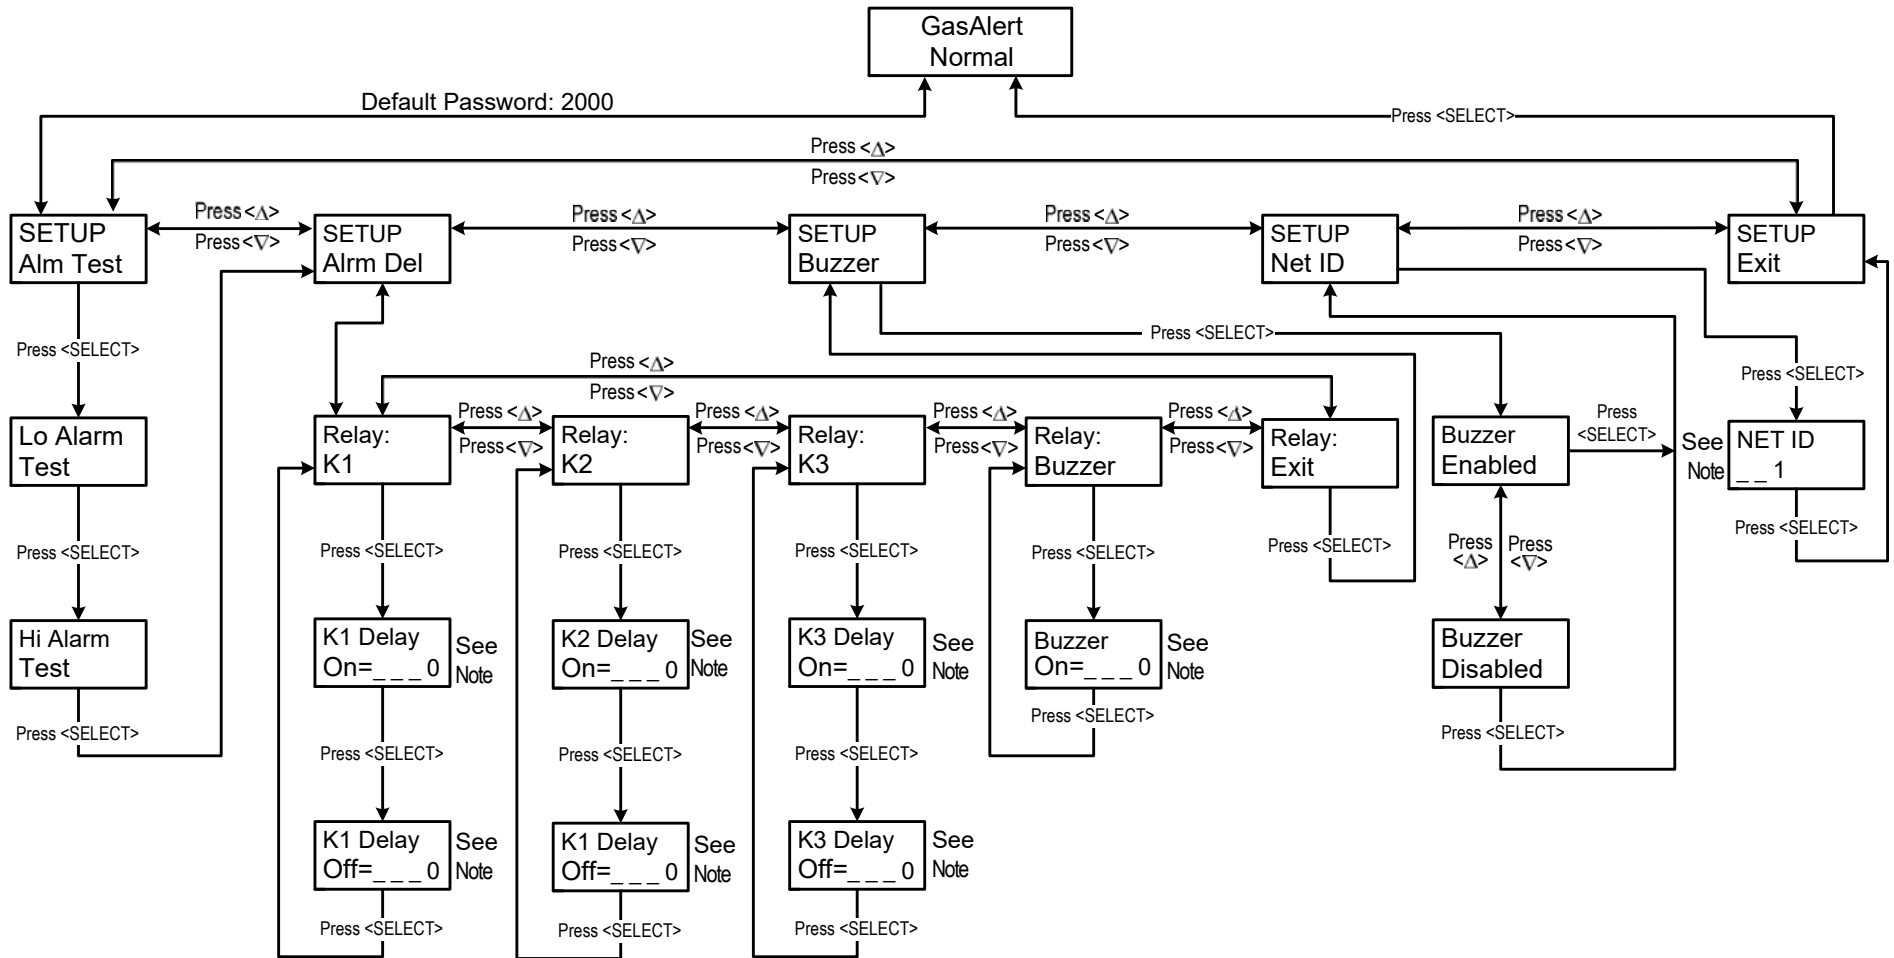 GasAlert
Normal
Default Password: 2000
Press <SELECT>
Press <Δ>
Press<∇>
SETUP
Alm Test
Press <Δ>
Press<∇>
SETUP
Alrm Del
Press <Δ>
Press<∇>
SETUP
Buzzer
Press <Δ>
Press<∇>
SETUP
Net ID
Press <Δ>
Press<∇>
SETUP
Exit
Press <SELECT>
Press <SELECT>
Press <Δ>
Press<∇>
Press <SELECT>
Lo Alarm
Test
Relay:
K1
Press <Δ>
Press<∇>
Relay:
K2
Press <Δ>
Press<∇>
Relay:
K3
Press <Δ>
Press<∇>
Relay:
Buzzer
Press <Δ>
Press<∇>
Relay:
Exit
Buzzer
Enabled
Press
<SELECT>
See
Note
NET ID
_ _ 1
Press <SELECT>
Press <SELECT>
Press <SELECT>
Press <SELECT>
Press <SELECT>
Press <SELECT>
Press
<Δ>
Press
<∇>
Press <SELECT>
Hi Alarm
Test
K1 Delay
On=_ _ _ 0
See
Note
K2 Delay
On=_ _ _ 0
See
Note
K3 Delay
On=_ _ _ 0
See
Note
Buzzer
On=_ _ _ 0
See
Note
Buzzer
Disabled
Press <SELECT>
Press <SELECT>
Press <SELECT>
Press <SELECT>
Press <SELECT>
Press <SELECT>
K1 Delay
Off=_ _ _ 0
See
Note
K1 Delay
Off=_ _ _ 0
See
Note
K3 Delay
Off=_ _ _ 0
See
Note
Press <SELECT>
Press <SELECT>
Press <SELECT>